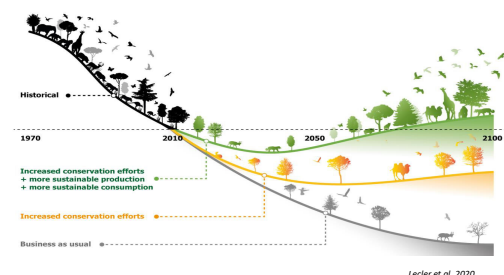 Historical
1970 2010 2050 2100
Increased conservation efforts
+ more sustainable production
+ more sustainable consumption
Increased conservation efforts
Business as usual
Lecler et al. 2020